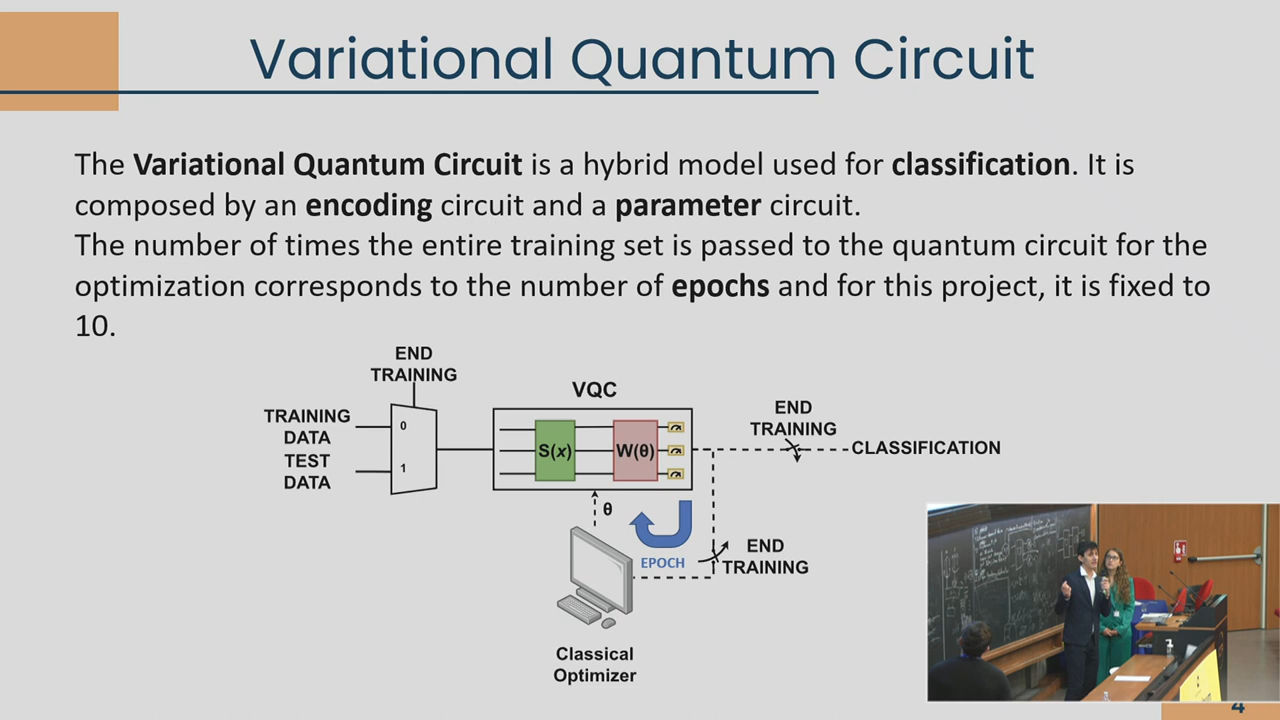 Variational Quantum Circuit
The Variational Quantum Circuit is a hybrid model used for classification. It is
composed by an encoding circuit and a parameter circuit.
The number of times the entire training set is passed to the quantum circuit for the
optimization corresponds to the number of epochs and for this project, it is fixed to
10.
END
TRAINING
TRAINING
DATA
TEST
DATA
0
1
VQC
S(x)
W(θ)
END
TRAINING
CLASSIFICATION
θ
EPOCH
END
TRAINING
Classical
Optimizer
4